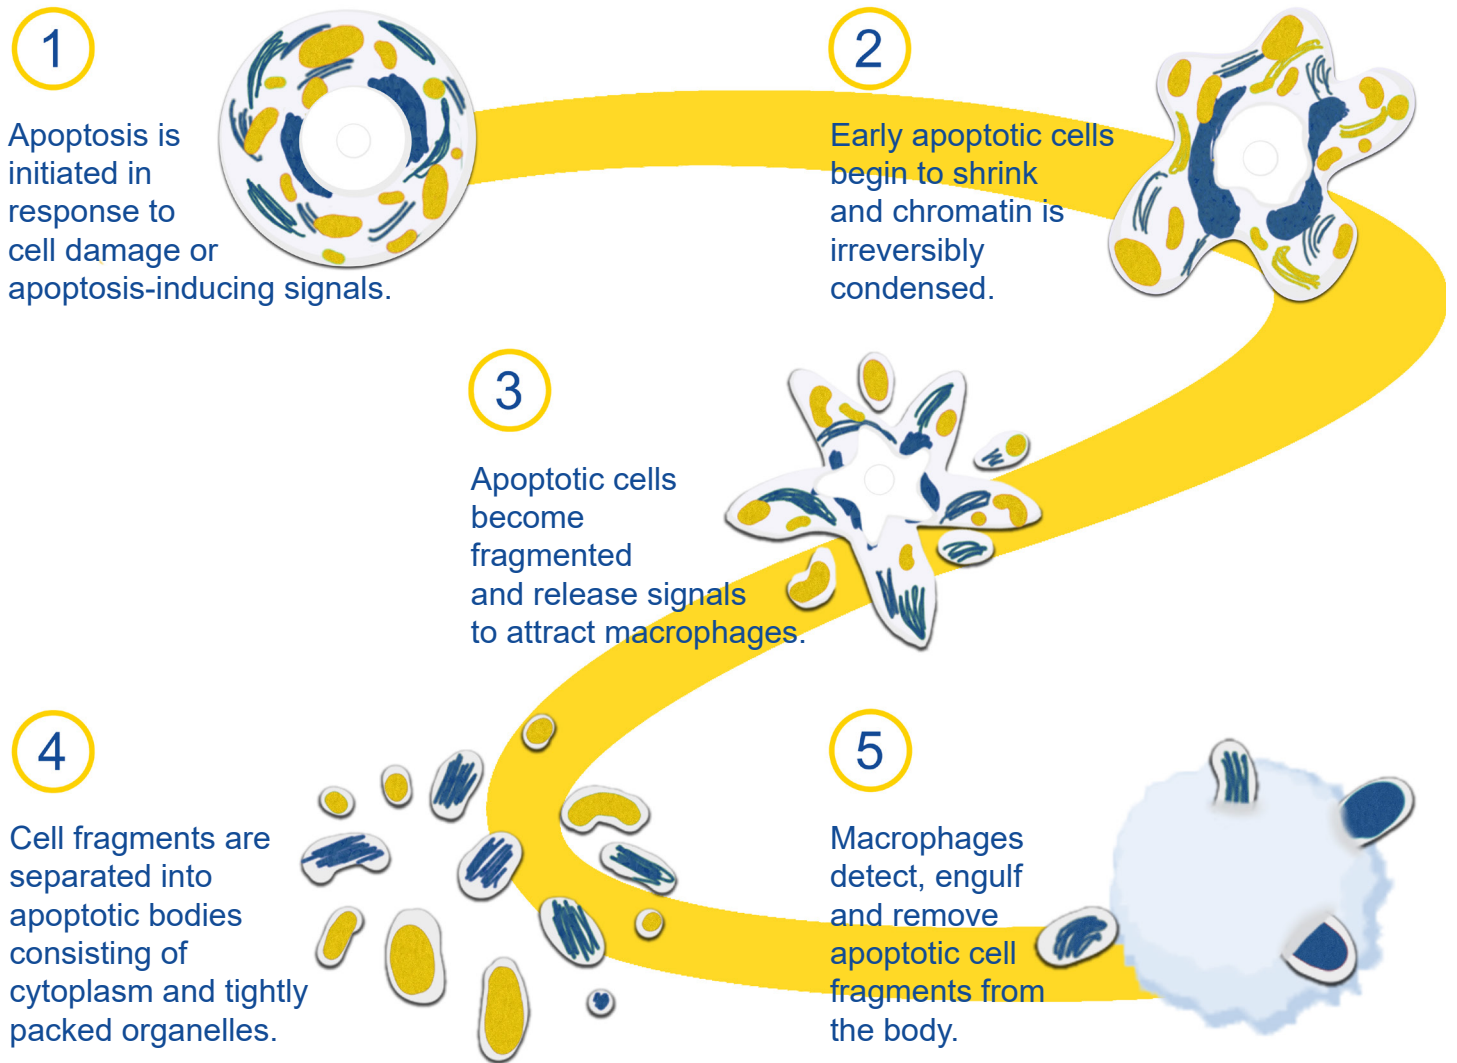 1
Apoptosis is
initiated in
response to
cell damage or
apoptosis-inducing signals.
2
Early apoptotic cells
begin to shrink
and chromatin is
irreversibly
condensed.
3
Apoptotic cells
become
fragmented
and release signals
to attract macrophages.
4
Cell fragments are
separated into
apoptotic bodies
consisting of
cytoplasm and tightly
packed organelles.
5
Macrophages
detect, engulf
and remove
apoptotic cell
fragments from
the body.